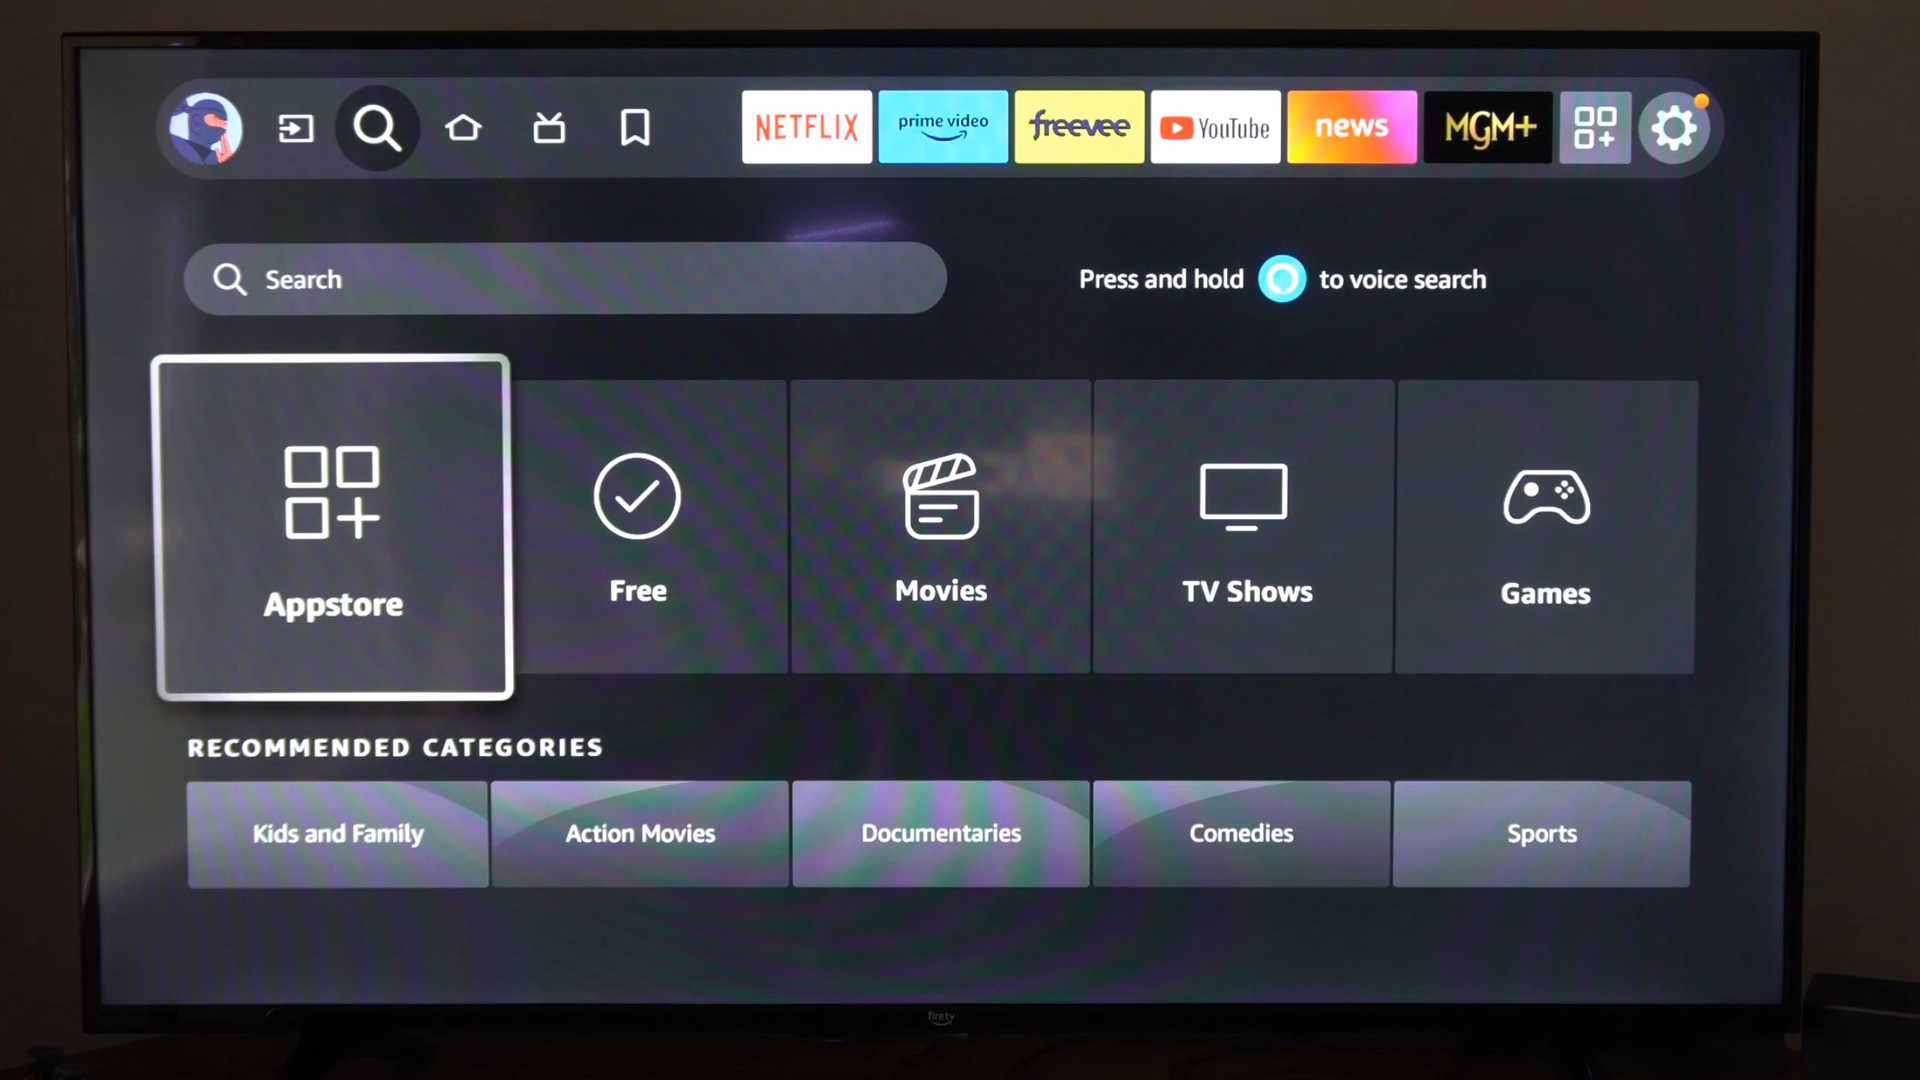 NETFLIX
prime video
freevee
YouTube
news
MGM+
Search
Press and hold to voice search
Appstore
Free
Movies
TV Shows
Games
RECOMMENDED CATEGORIES
Kids and Family
Action Movies
Documentaries
Comedies
Sports
firetv